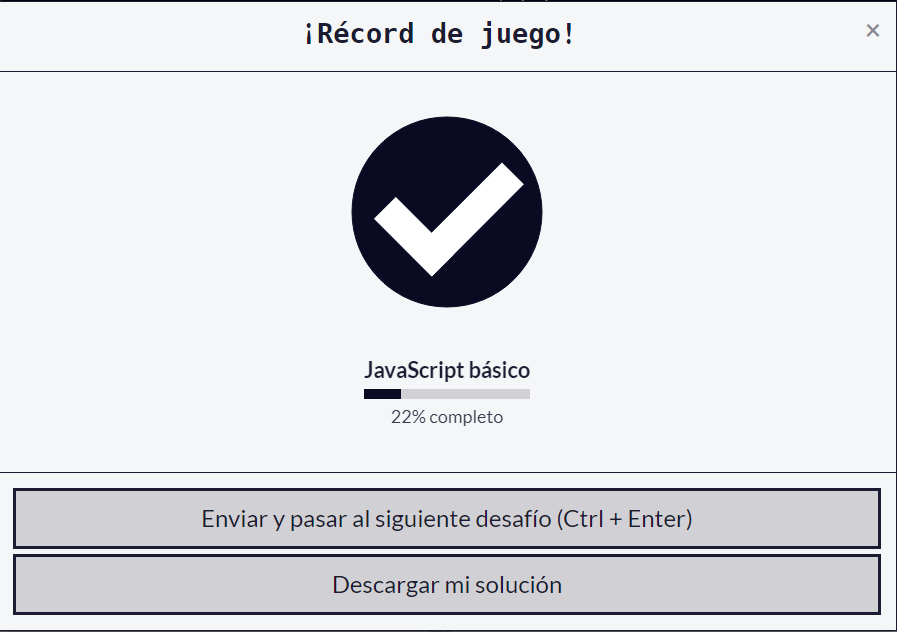 ¡Récord de juego!
×
JavaScript básico
22% completo
Enviar y pasar al siguiente desafío (Ctrl + Enter)
Descargar mi solución